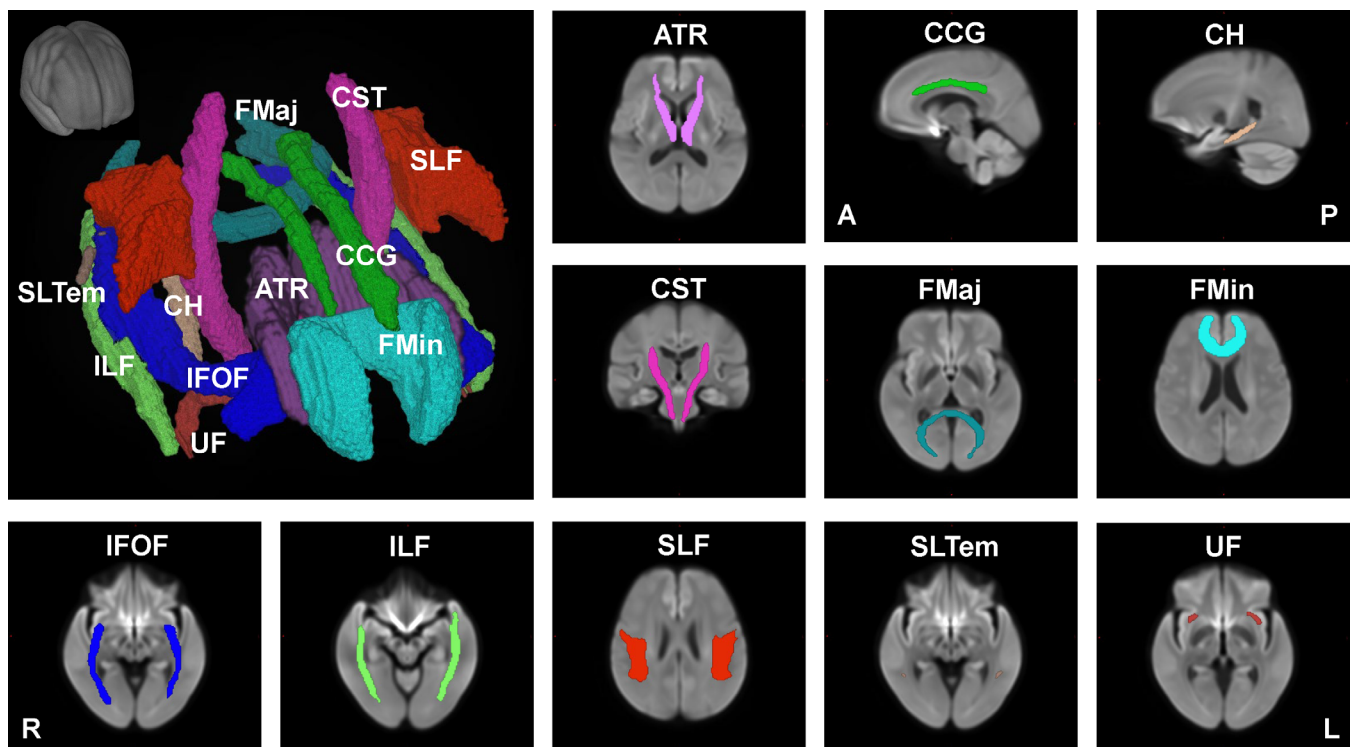 FMaj
CST
SLF
CCG
SLTem
CH
ATR
FMin
ILF
IFOF
UF
ATR
CCG
A
CH
P
CST
FMaj
FMin
IFOF
R
ILF
SLF
SLTem
UF
L